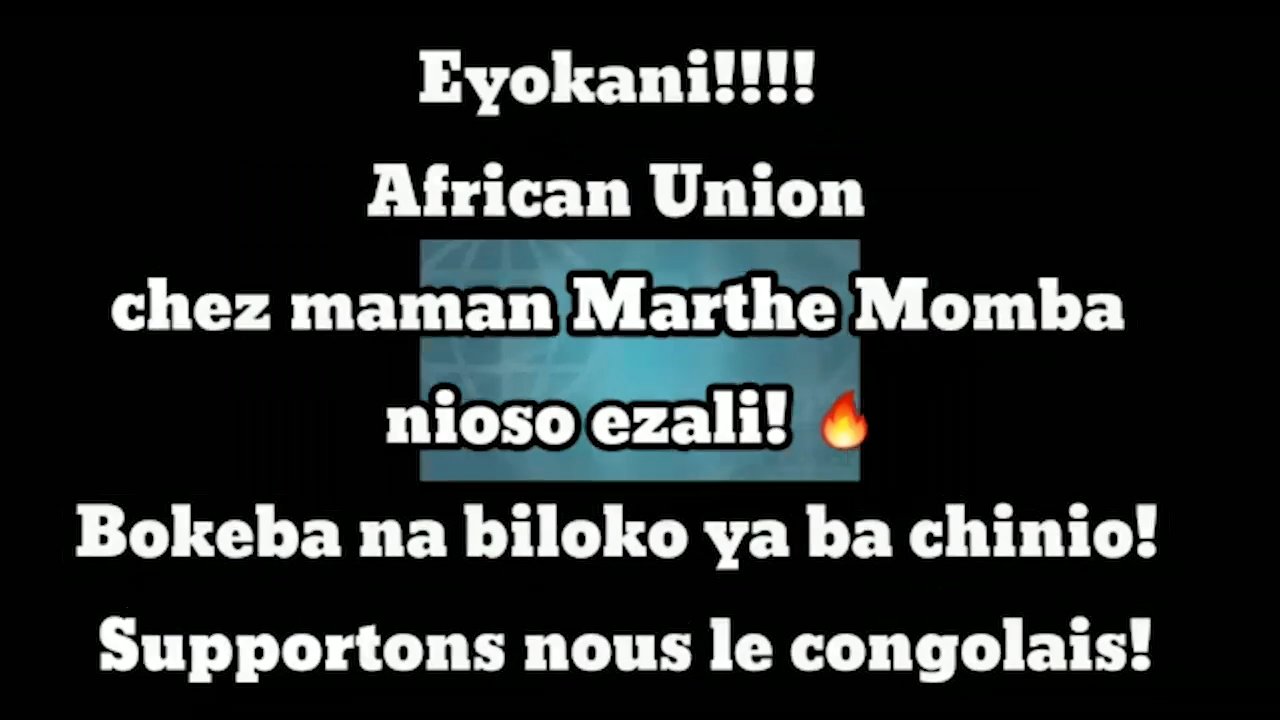 Eyokani!!!!
African Union
chez maman Marthe Momba
nioso ezali! 🔥
Bokeba na biloko ya ba chinio!
Supportons nous le congolais!